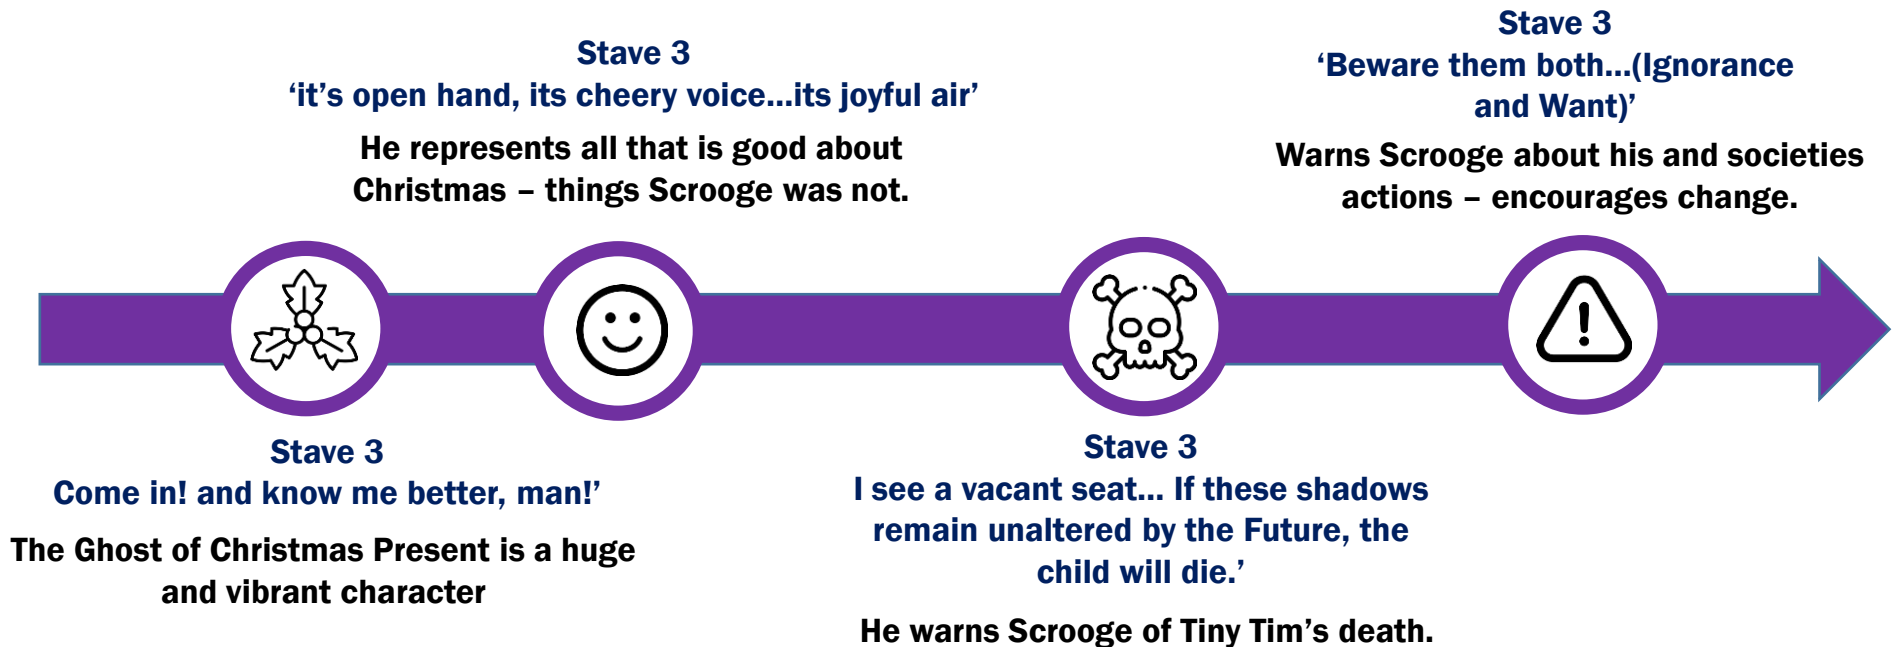 Stave 3
‘it’s open hand, its cheery voice...its joyful air’
He represents all that is good about
Christmas – things Scrooge was not.
Stave 3
‘Beware them both...(Ignorance
and Want)’
Warns Scrooge about his and societies
actions – encourages change.
Stave 3
Come in! and know me better, man!’
The Ghost of Christmas Present is a huge
and vibrant character
Stave 3
I see a vacant seat... If these shadows
remain unaltered by the Future, the
child will die.’
He warns Scrooge of Tiny Tim’s death.